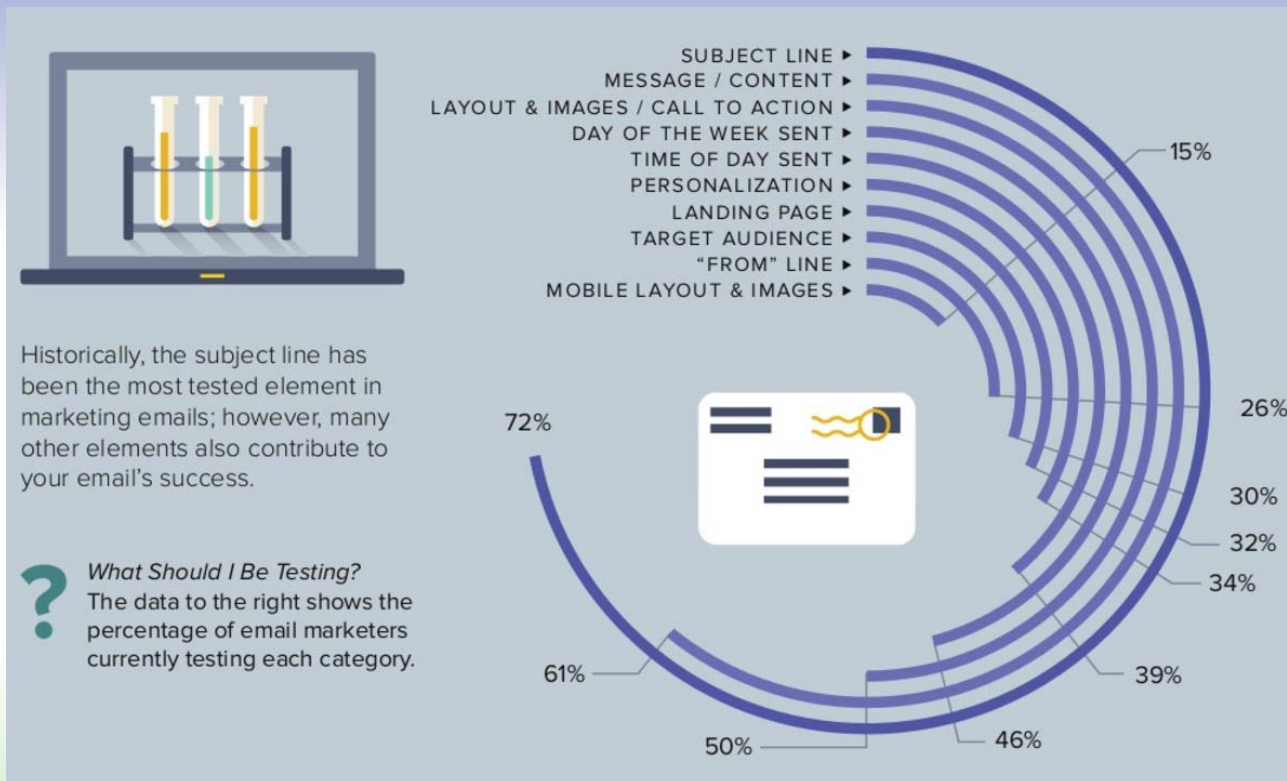 SUBJECT LINE ▸
MESSAGE / CONTENT ▸
LAYOUT & IMAGES / CALL TO ACTION ▸
DAY OF THE WEEK SENT ▸
TIME OF DAY SENT ▸
PERSONALIZATION ▸
LANDING PAGE ▸
TARGET AUDIENCE ▸
“FROM” LINE ▸
MOBILE LAYOUT & IMAGES ▸
Historically, the subject line has
been the most tested element in
marketing emails; however, many
other elements also contribute to
your email’s success.
?
What Should I Be Testing?
The data to the right shows the
percentage of email marketers
currently testing each category.
15%
26%
30%
32%
34%
39%
46%
50%
61%
72%